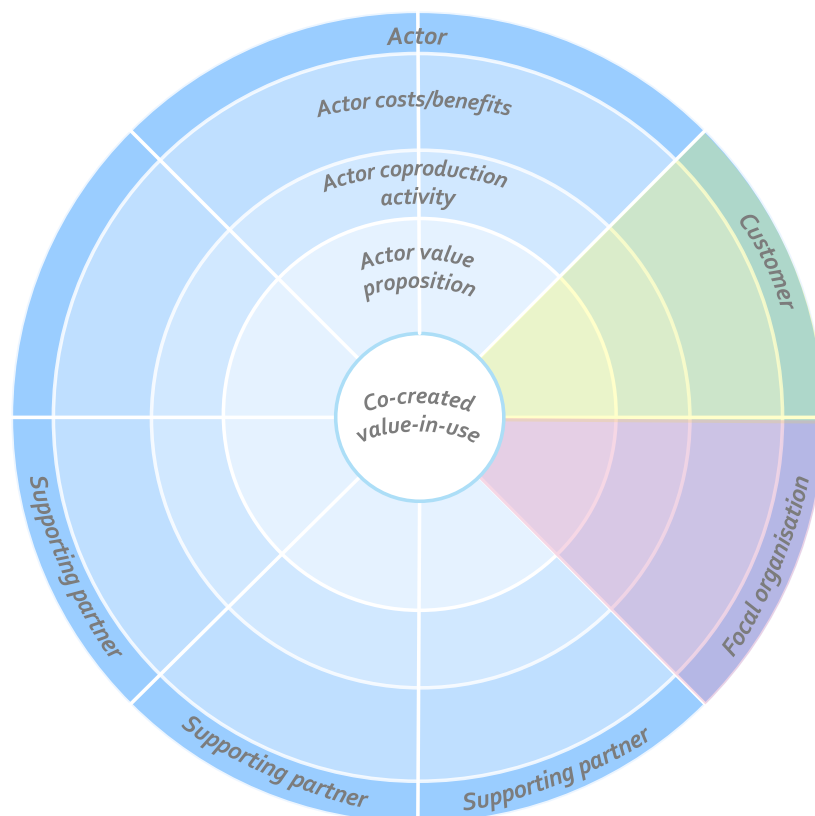 Actor
Actor costs/benefits
Actor coproduction
activity
Actor value
proposition
Customer
Co-created
value-in-use
Focal organisation
Supporting partner
Supporting partner
Supporting partner